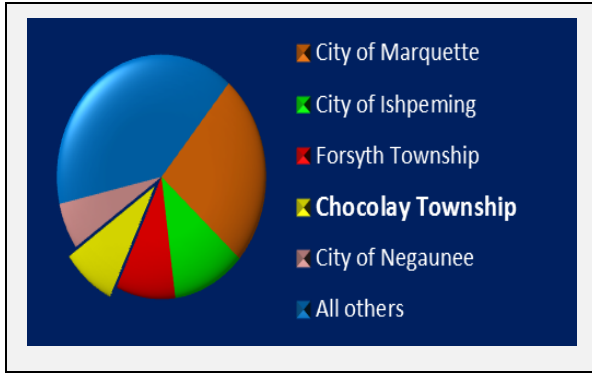 City of Marquette
City of Ishpeming
Forsyth Township
Chocolay Township
City of Negaunee
All others